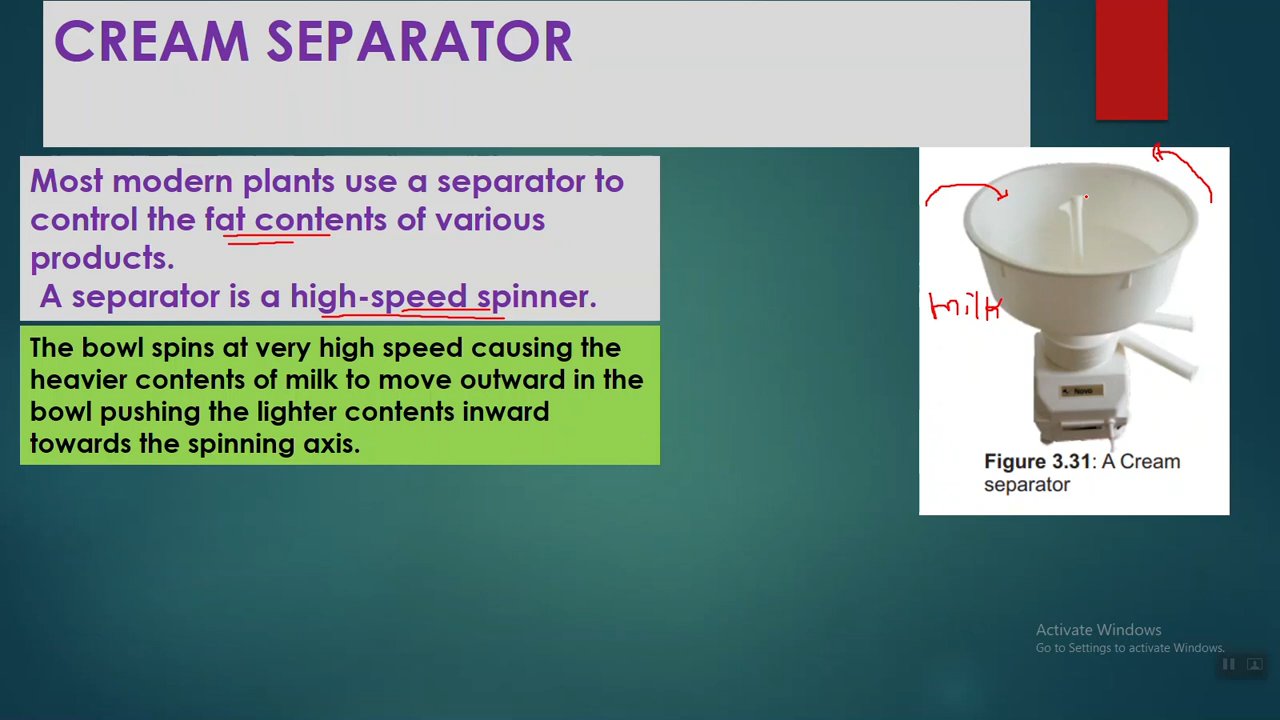 CREAM SEPARATOR
Most modern plants use a separator to
control the fat contents of various
products.
A separator is a high-speed spinner.
The bowl spins at very high speed causing the
heavier contents of milk to move outward in the
bowl pushing the lighter contents inward
towards the spinning axis.
milk
Novo
Figure 3.31: A Cream
separator
Activate Windows
Go to Settings to activate Windows.